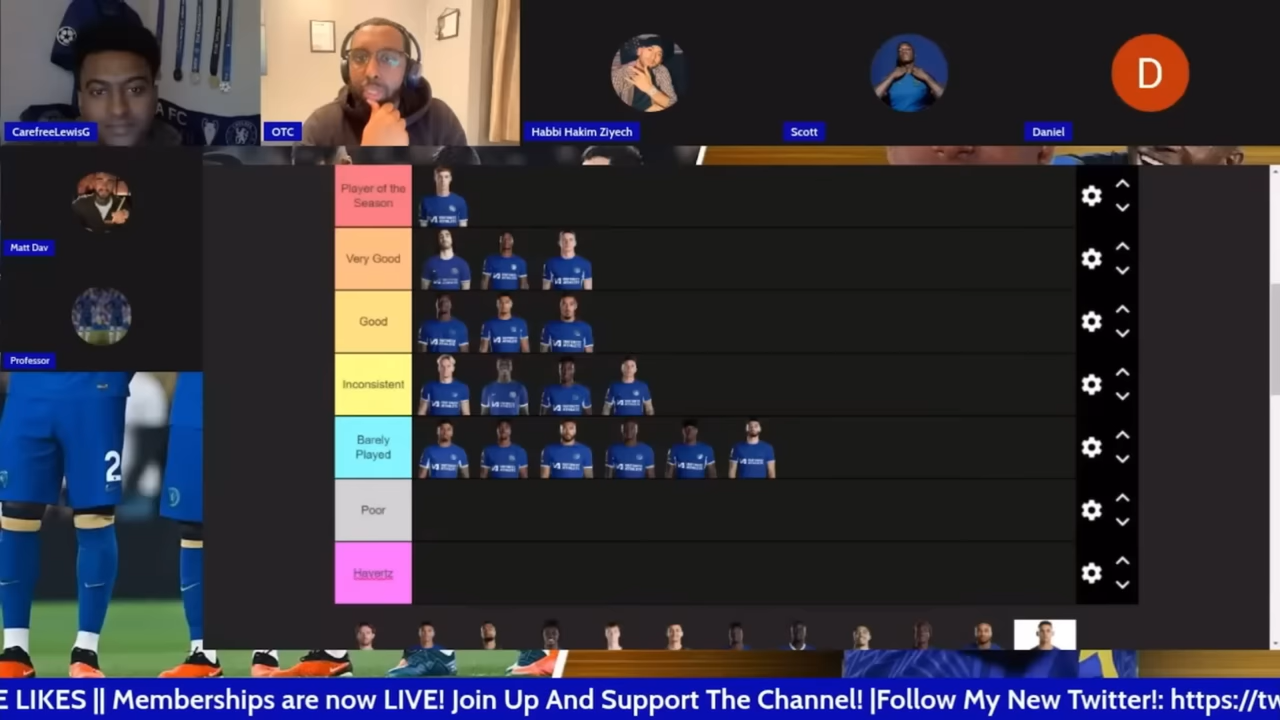 CarefreeLewisG
OTC
Habbi Hakim Ziyech
Scott
D
Daniel
A FC
Matt Dav
Professor
2
Player of the
Season
Very Good
Good
Inconsistent
Barely
Played
Poor
Havertz
E LIKES || Memberships are now LIVE! Join Up And Support The Channel! |Follow My New Twitter!: https://tw